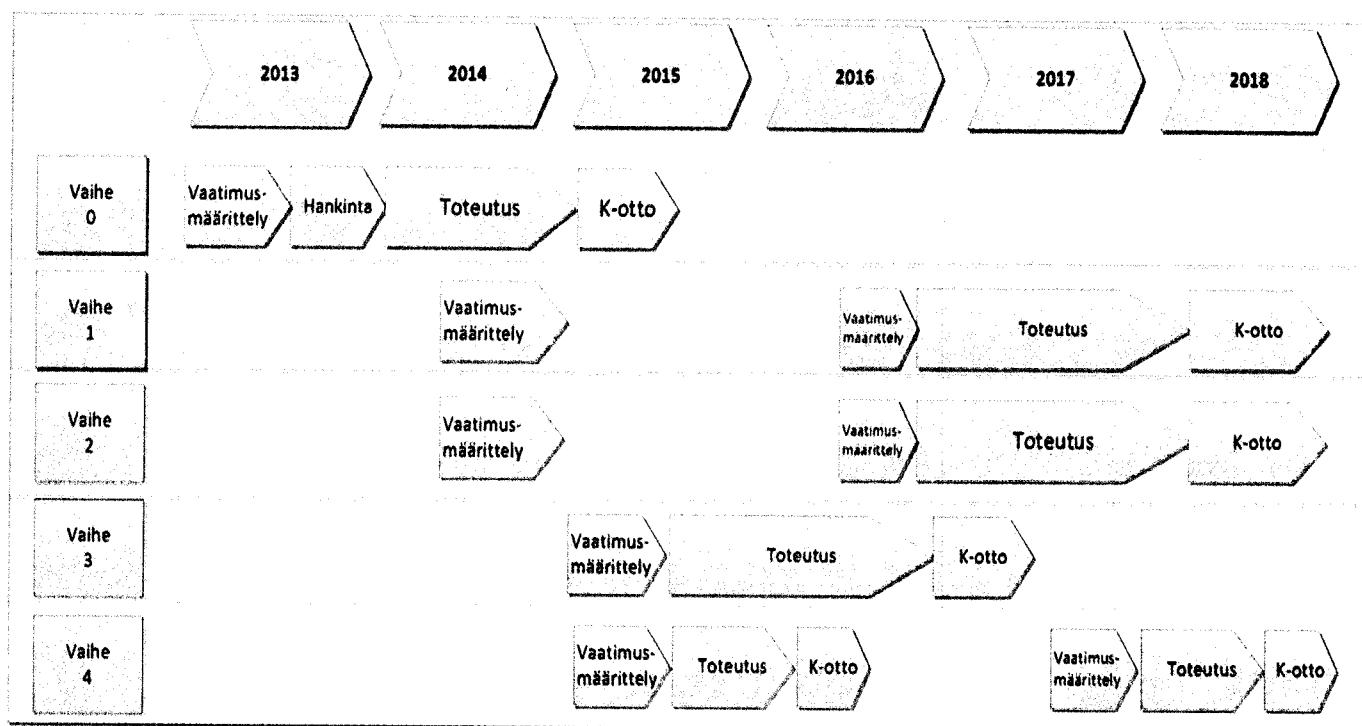 2013 2014 2015 2016 2017 2018
Vaihe
0
Vaatimus-
määrittely
Hankinta
Toteutus
K-otto
Vaihe
1
Vaatimus-
määrittely
Vaatimus-
määrittely
Toteutus
K-otto
Vaihe
2
Vaatimus-
määrittely
Vaatimus-
määrittely
Toteutus
K-otto
Vaihe
3
Vaatimus-
määrittely
Toteutus
K-otto
Vaihe
4
Vaatimus-
määrittely
Toteutus
K-otto
Vaatimus-
määrittely
Toteutus
K-otto